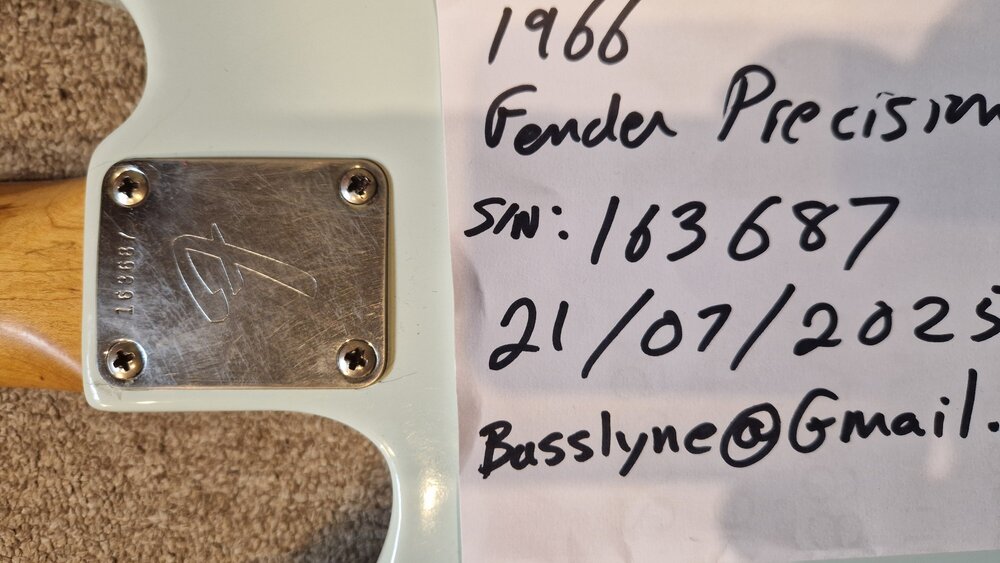 163687
F
1966
Fender Precision
S/N: 163687
21/07/2025
Basslyne@Gmail.